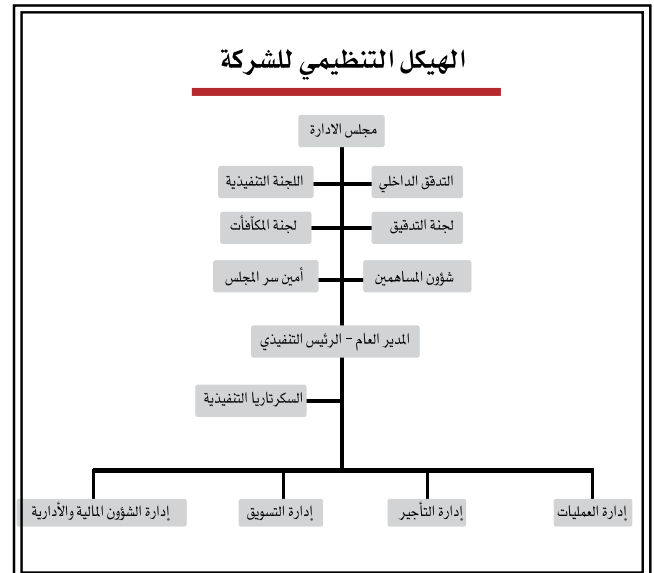 الهيكل التنظيمي للشركة
مجلس الادارة
التدقق الداخلي
اللجنة التنفيذية
لجنة التدقيق
لجنة المكآفأت
شؤون المساهمين
أمين سر المجلس
المدير العام - الرئيس التنفيذي
السكرتاريا التنفيذية
إدارة العمليات
إدارة التأجير
إدارة التسويق
إدارة الشؤون المالية والأدارية